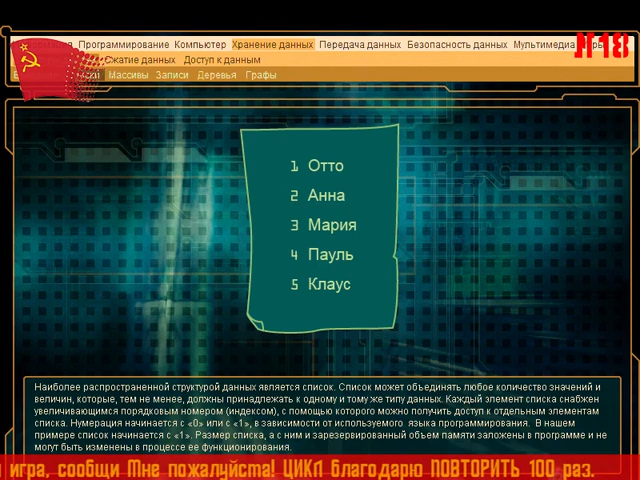 Программирование Компьютер Хранение данных Передача данных Безопасность данных Мультимедиа
Сжатие данных Доступ к данным
Массивы Записи Деревья Графы
№18
1 Отто
2 Анна
3 Мария
4 Пауль
5 Клаус
Наиболее распространенной структурой данных является список. Список может объединять любое количество значений и
величин, которые, тем не менее, должны принадлежать к одному и тому же типу данных. Каждый элемент списка снабжен
увеличивающимся порядковым номером (индексом), с помощью которого можно получить доступ к отдельным элементам
списка. Нумерация начинается с «0» или с «1», в зависимости от используемого языка программирования. В нашем
примере список начинается с «1». Размер списка, а с ним и зарезервированный объем памяти заложены в программе и не
могут быть изменены в процессе ее функционирования.
игра, сообщи Мне пожалуйста! ЦИКЛ благодарю ПОВТОРИТЬ 100 раз.